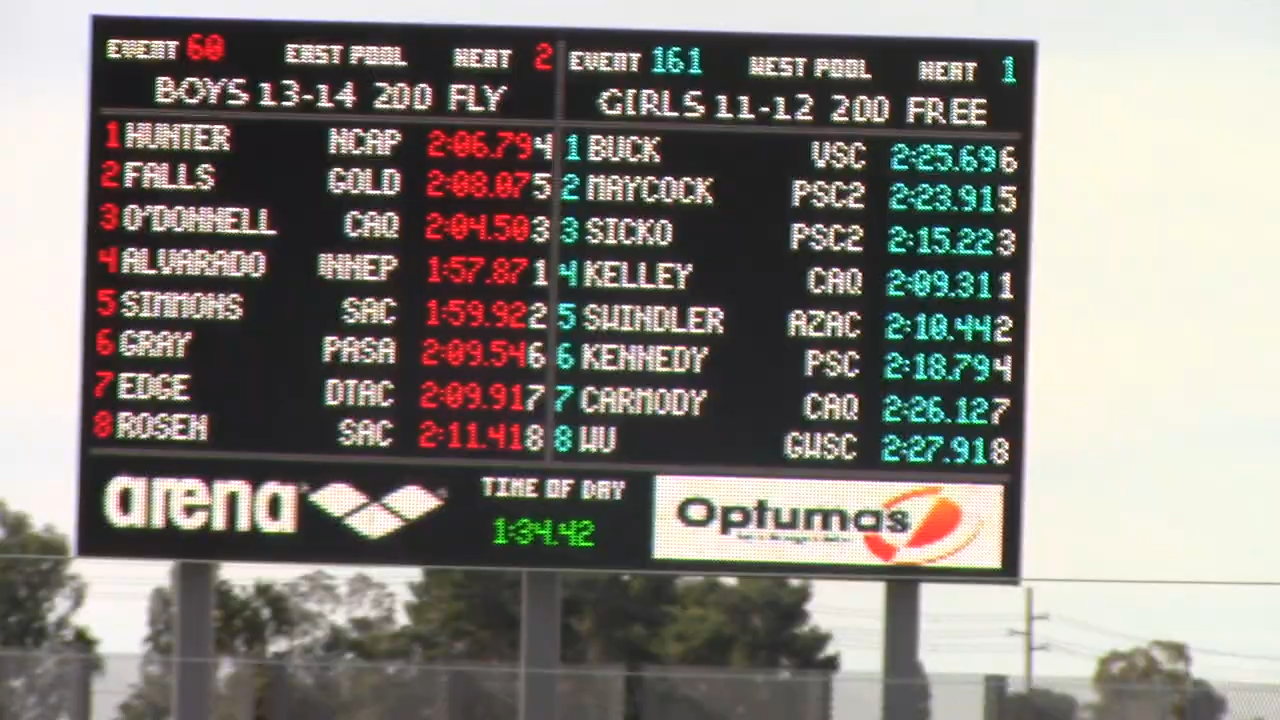 EVENT 60 EAST POOL HEAT 2
BOYS 13-14 200 FLY
1 HUNTER NCAP 2:06.79 4
2 FALLS GOLD 2:08.07 5
3 O'DONNELL CAQ 2:04.50 3
4 ALVARADO IMMEP 1:57.87 1
5 SIMMONS SAC 1:59.92 2
6 GRAY PASA 2:09.54 6
7 EDGE DTAC 2:09.91 7
8 ROSEN SAC 2:11.41 8
EVENT 161 WEST POOL HEAT 1
GIRLS 11-12 200 FREE
1 BUCK VSC 2:25.69 6
2 MAYCOCK PSC2 2:23.91 5
3 SICKO PSC2 2:15.22 3
4 KELLEY CAQ 2:09.31 1
5 SWINDLER AZAC 2:10.44 2
6 KENNEDY PSC 2:18.79 4
7 CARMODY CAQ 2:26.12 7
8 WU GWSC 2:27.91 8
arena
TIME OF DAY
1:34.42
Optumas